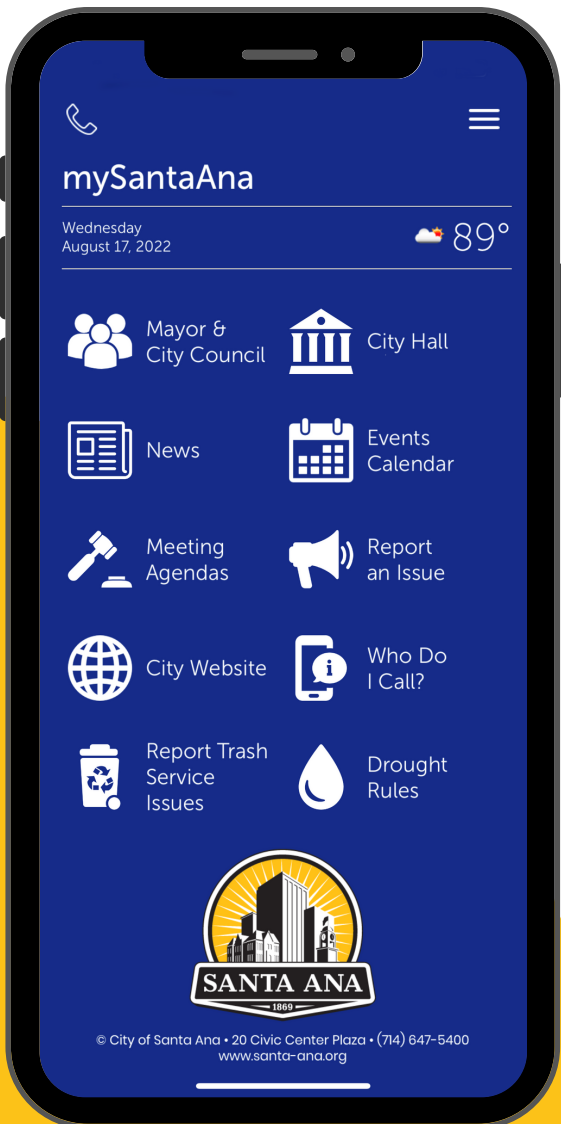 mySantaAna
Wednesday
August 17, 2022
89°
Mayor &
City Council
City Hall
News
Events
Calendar
Meeting
Agendas
Report
an Issue
City Website
Who Do
I Call?
Report Trash
Service
Issues
Drought
Rules
SANTA ANA
1869
© City of Santa Ana • 20 Civic Center Plaza • (714) 647-5400
www.santa-ana.org